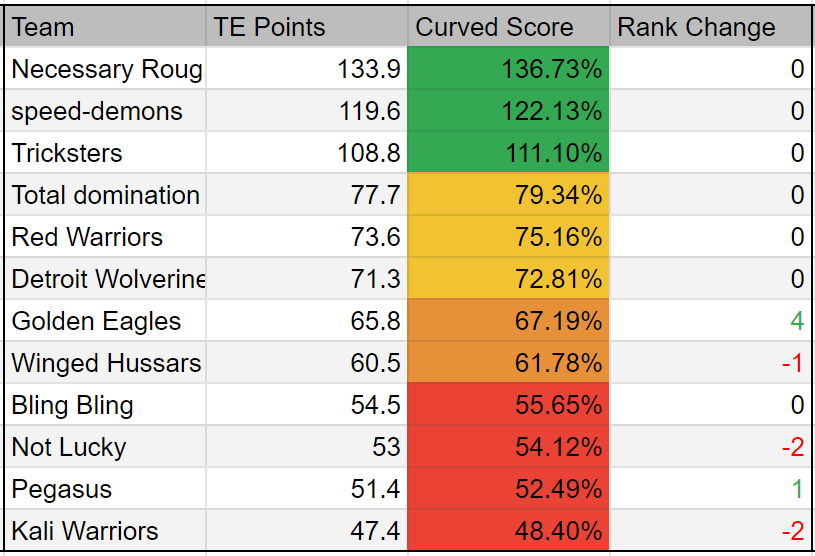 Team TE Points Curved Score Rank Change
Necessary Roug 133.9 136.73% 0
speed-demons 119.6 122.13% 0
Tricksters 108.8 111.10% 0
Total domination 77.7 79.34% 0
Red Warriors 73.6 75.16% 0
Detroit Wolverine 71.3 72.81% 0
Golden Eagles 65.8 67.19% 4
Winged Hussars 60.5 61.78% -1
Bling Bling 54.5 55.65% 0
Not Lucky 53 54.12% -2
Pegasus 51.4 52.49% 1
Kali Warriors 47.4 48.40% -2